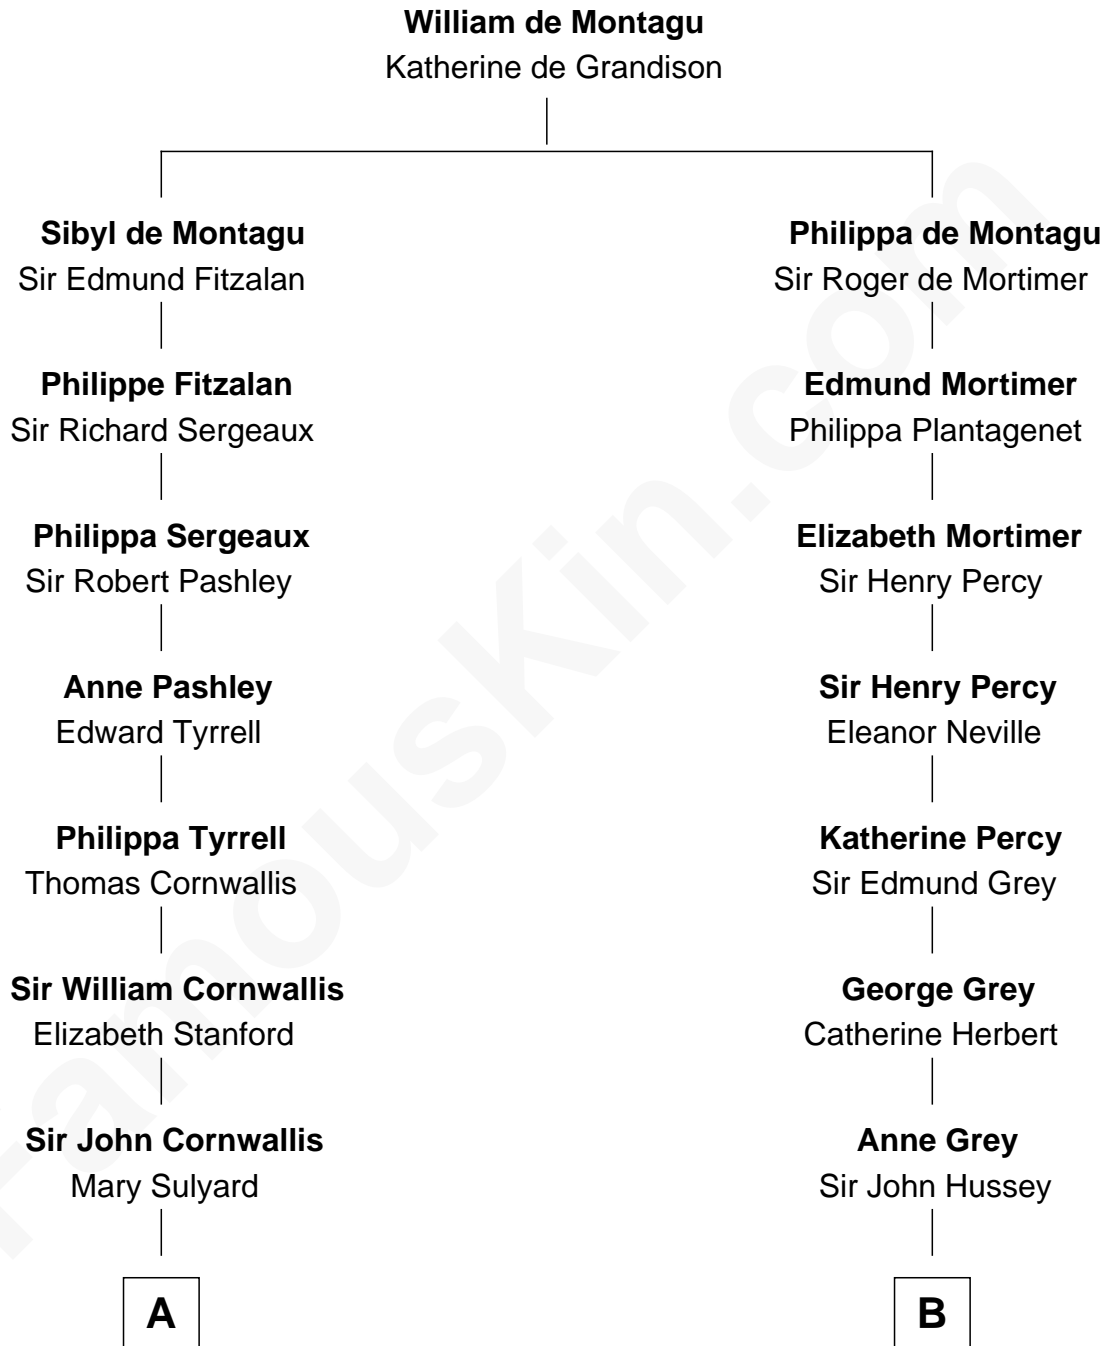 William de Montagu
Katherine de Grandison
Sibyl de Montagu
Sir Edmund Fitzalan
Philippa de Montagu
Sir Roger de Mortimer
Philippe Fitzalan
Sir Richard Sergeaux
Edmund Mortimer
Philippa Plantagenet
Philippa Sergeaux
Sir Robert Pashley
Elizabeth Mortimer
Sir Henry Percy
Anne Pashley
Edward Tyrrell
Sir Henry Percy
Eleanor Neville
Philippa Tyrrell
Thomas Cornwallis
Katherine Percy
Sir Edmund Grey
Sir William Cornwallis
Elizabeth Stanford
George Grey
Catherine Herbert
Sir John Cornwallis
Mary Sulyard
Anne Grey
Sir John Hussey
A
B
FamousKin.com